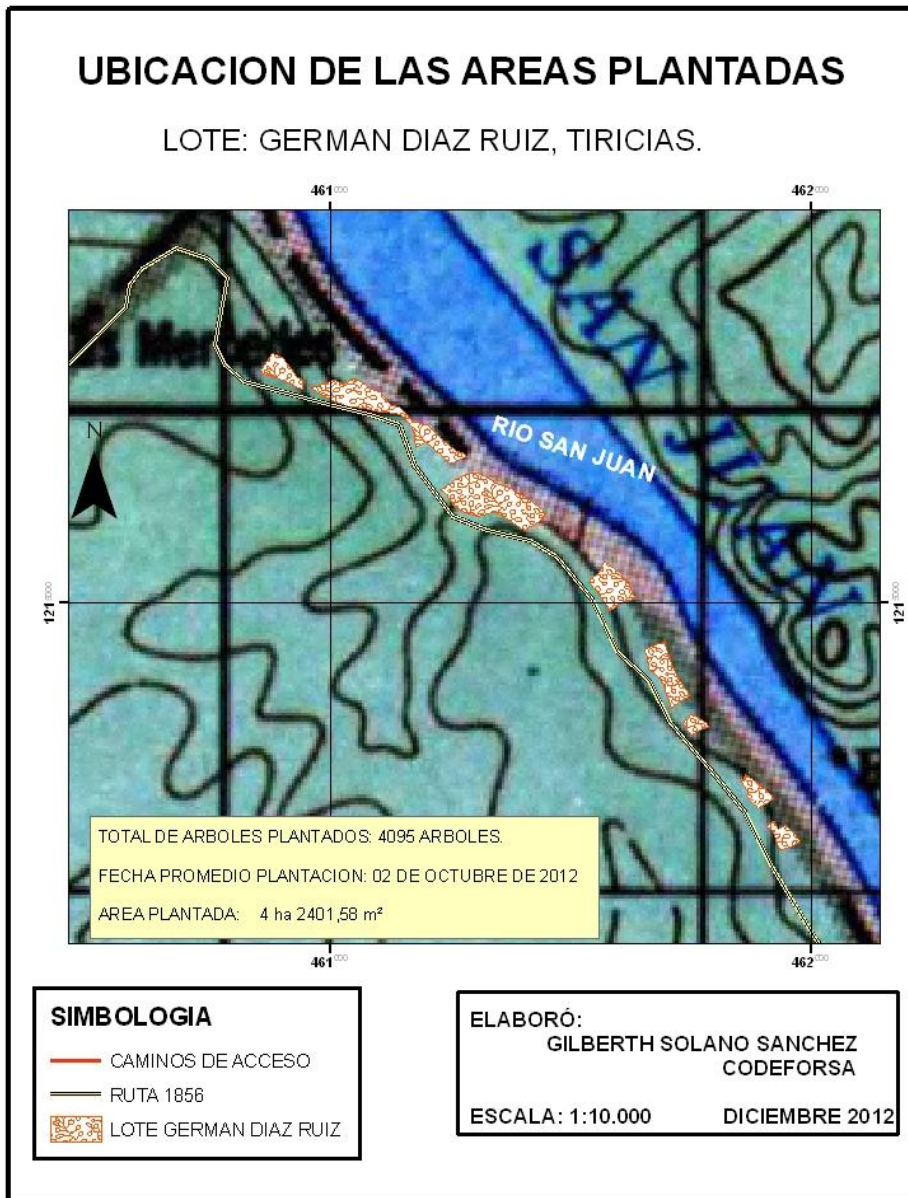 UBICACION DE LAS AREAS PLANTADAS
LOTE: GERMAN DIAZ RUIZ, TIRICIAS.
461000
462000
SAN JUAN
N
RIO SAN JUAN
121
121
TOTAL DE ARBOLES PLANTADOS: 4095 ARBOLES.
FECHA PROMEDIO PLANTACION: 02 DE OCTUBRE DE 2012
AREA PLANTADA: 4 ha 2401,58 m²
461000
462000
SIMBOLOGIA
CAMINOS DE ACCESO
RUTA 1856
LOTE GERMAN DIAZ RUIZ
ELABORÓ:
GILBERTH SOLANO SANCHEZ
CODEFORSA
ESCALA: 1:10.000 DICIEMBRE 2012